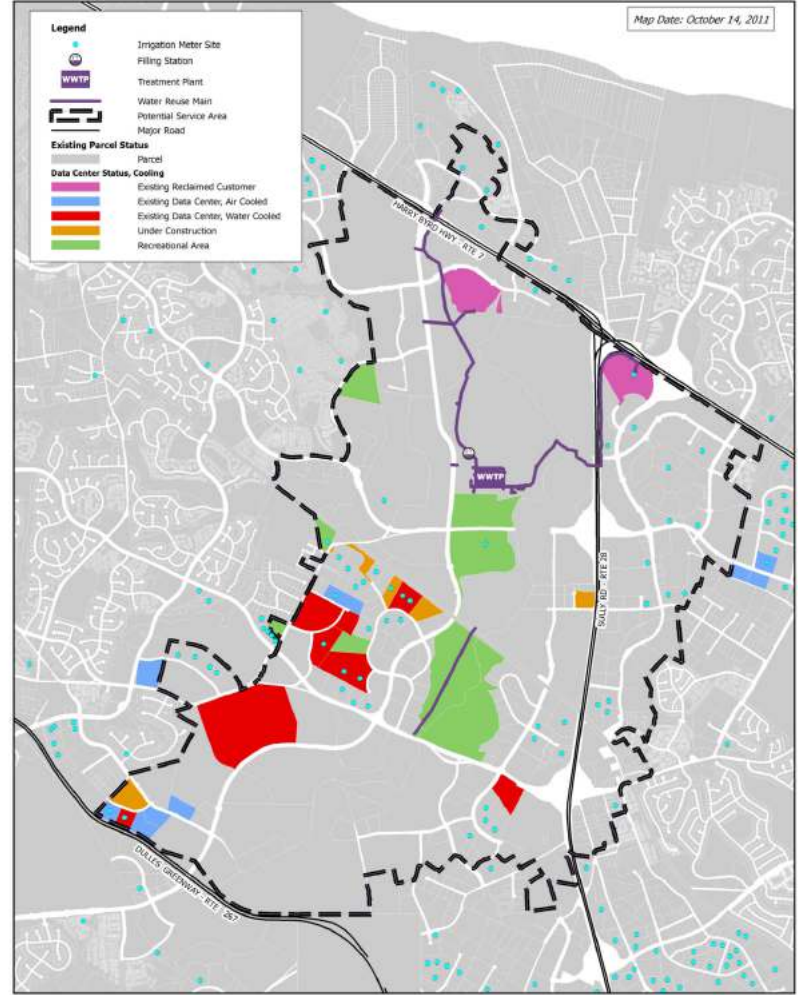 Map Date: October 14, 2011
Legend
Irrigation Meter Site
Filling Station
WWTP
Treatment Plant
Water Reuse Main
Potential Service Area
Major Road
Existing Parcel Status
Parcel
Data Center Status, Cooling
Existing Reclaimed Customer
Existing Data Center, Air Cooled
Existing Data Center, Water Cooled
Under Construction
Recreational Area
HARRY BYRD HWY - RTE 7
WWTP
SULLY RD - RTE 28
DULLES GREENWAY - RTE 267